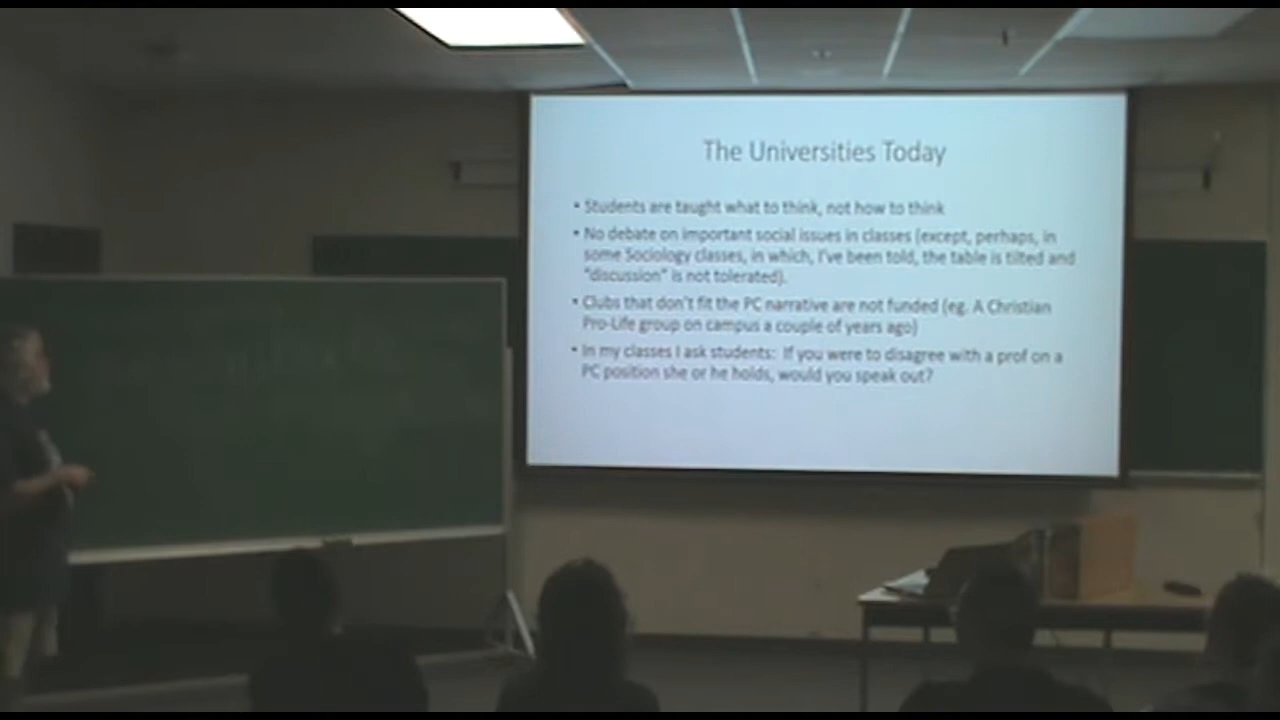 The Universities Today
• Students are taught what to think, not how to think
• No debate on important social issues in classes (except, perhaps, in
some Sociology classes, in which, I've been told, the table is tilted and
"discussion" is not tolerated).
• Clubs that don't fit the PC narrative are not funded (eg. A Christian
Pro-Life group on campus a couple of years ago)
• In my classes I ask students: If you were to disagree with a prof on a
PC position she or he holds, would you speak out?